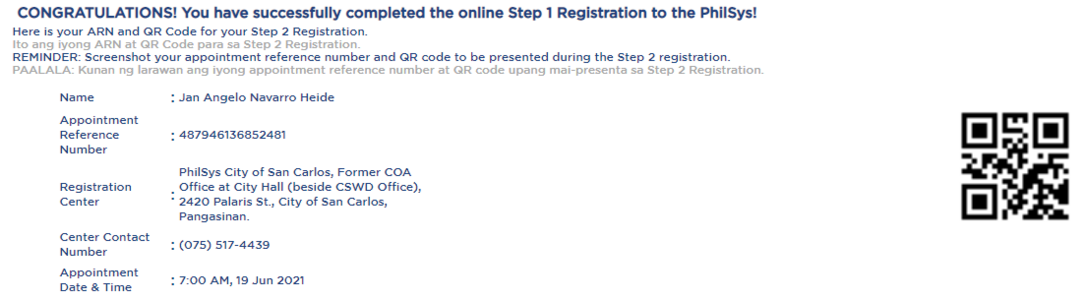 CONGRATULATIONS! You have successfully completed the online Step 1 Registration to the PhilSys!
Here is your ARN and QR Code for your Step 2 Registration.
Ito ang iyong ARN at QR Code para sa Step 2 Registration.
REMINDER: Screenshot your appointment reference number and QR code to be presented during the Step 2 registration.
PAALALA: Kunan ng larawan ang iyong appointment reference number at QR code upang mai-presenta sa Step 2 Registration.
Name : Jan Angelo Navarro Heide
Appointment
Reference : 487946136852481
Number
PhilSys City of San Carlos, Former COA
Registration : Office at City Hall (beside CSWD Office),
Center 2420 Palaris St., City of San Carlos,
Pangasinan.
Center Contact : (075) 517-4439
Number
Appointment : 7:00 AM, 19 Jun 2021
Date & Time